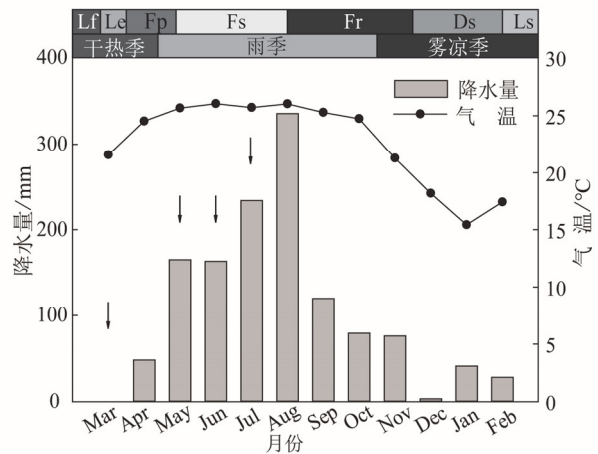 Lf Le Fp Fs Fr Ds Ls
干热季 雨季 雾凉季
400 30
降水量
气 温
300 25
20
200
15
100 10
5
0 0
降水量/mm
气 温/℃
Mar Apr May Jun Jul Aug Sep Oct Nov Dec Jan Feb
月份